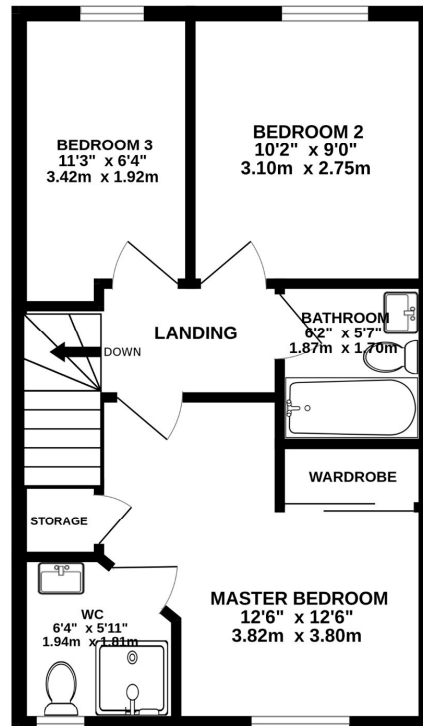 BEDROOM 3
11'3" x 6'4"
3.42m x 1.92m
BEDROOM 2
10'2" x 9'0"
3.10m x 2.75m
BATHROOM
6'2" x 5'7"
1.87m x 1.70m
LANDING
DOWN
WARDROBE
STORAGE
MASTER BEDROOM
12'6" x 12'6"
3.82m x 3.80m
WC
6'4" x 5'11"
1.94m x 1.81m